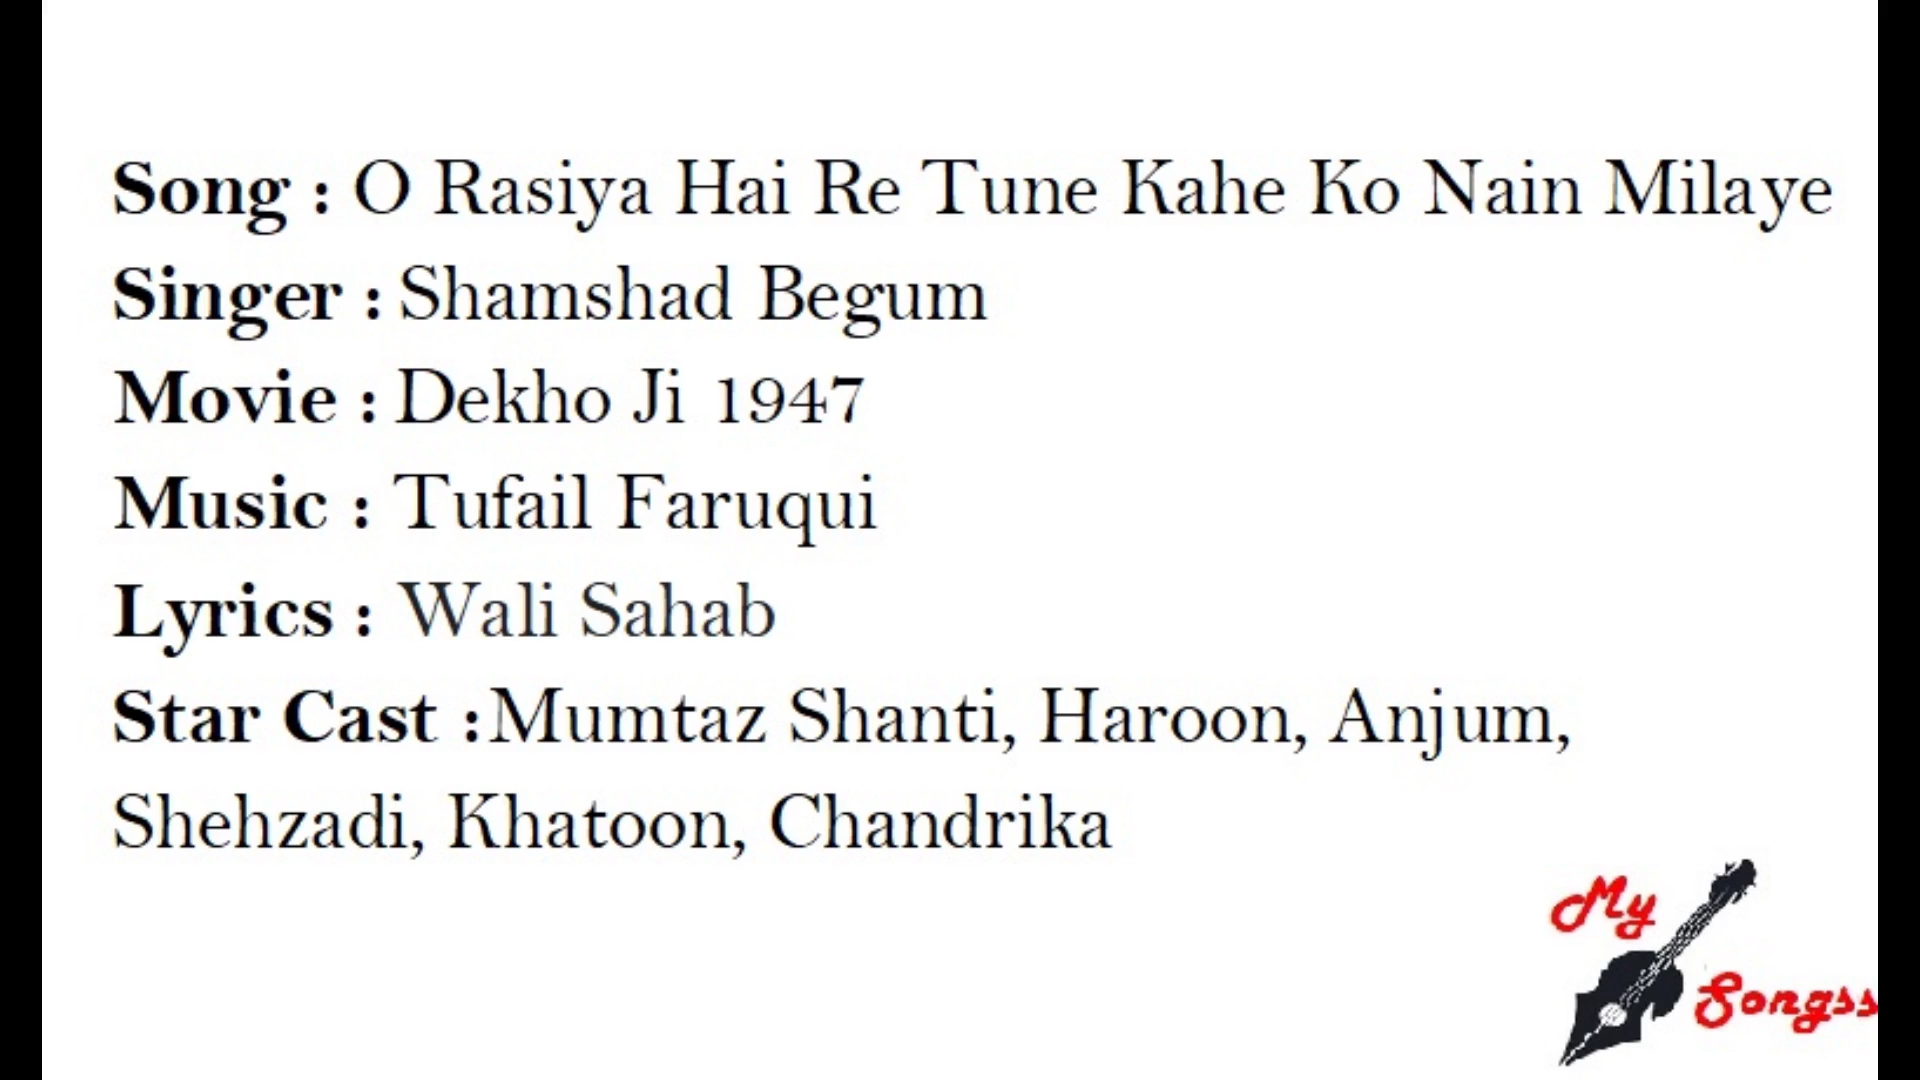 Song : O Rasiya Hai Re Tune Kahe Ko Nain Milaye
Singer : Shamshad Begum
Movie : Dekho Ji 1947
Music : Tufail Faruqui
Lyrics : Wali Sahab
Star Cast :Mumtaz Shanti, Haroon, Anjum,
Shehzadi, Khatoon, Chandrika
My
Songss